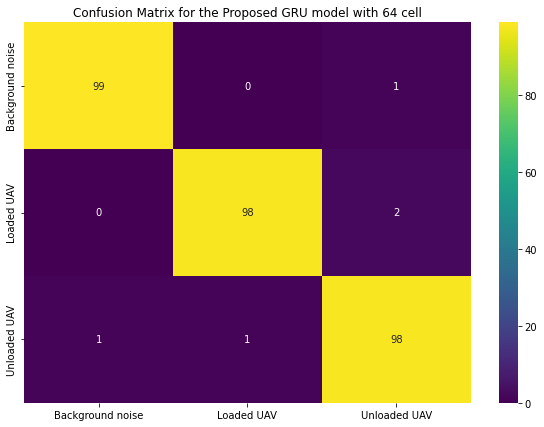 Confusion Matrix for the Proposed GRU model with 64 cell
Background noise
99
0
1
Loaded UAV
0
98
2
Unloaded UAV
1
1
98
Background noise
Loaded UAV
Unloaded UAV
80
60
40
20
0